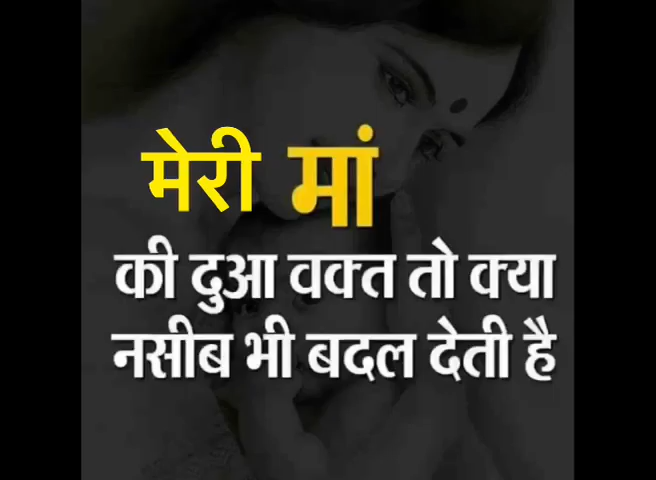 मेरी मां
की दुआ वक्त तो क्या
नसीब भी बदल देती है